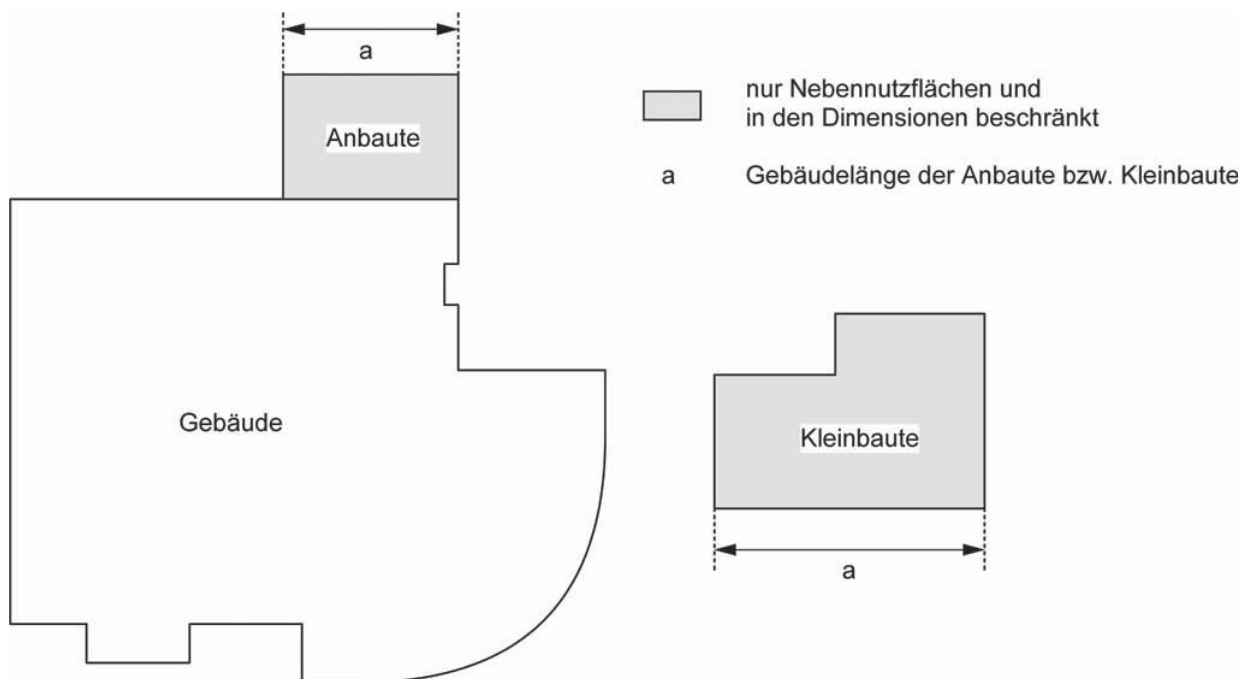 a
Anbaute
nur Nebennutzflächen und
in den Dimensionen beschränkt
a
Gebäudelänge der Anbaute bzw. Kleinbaute
Gebäude
Kleinbaute
a